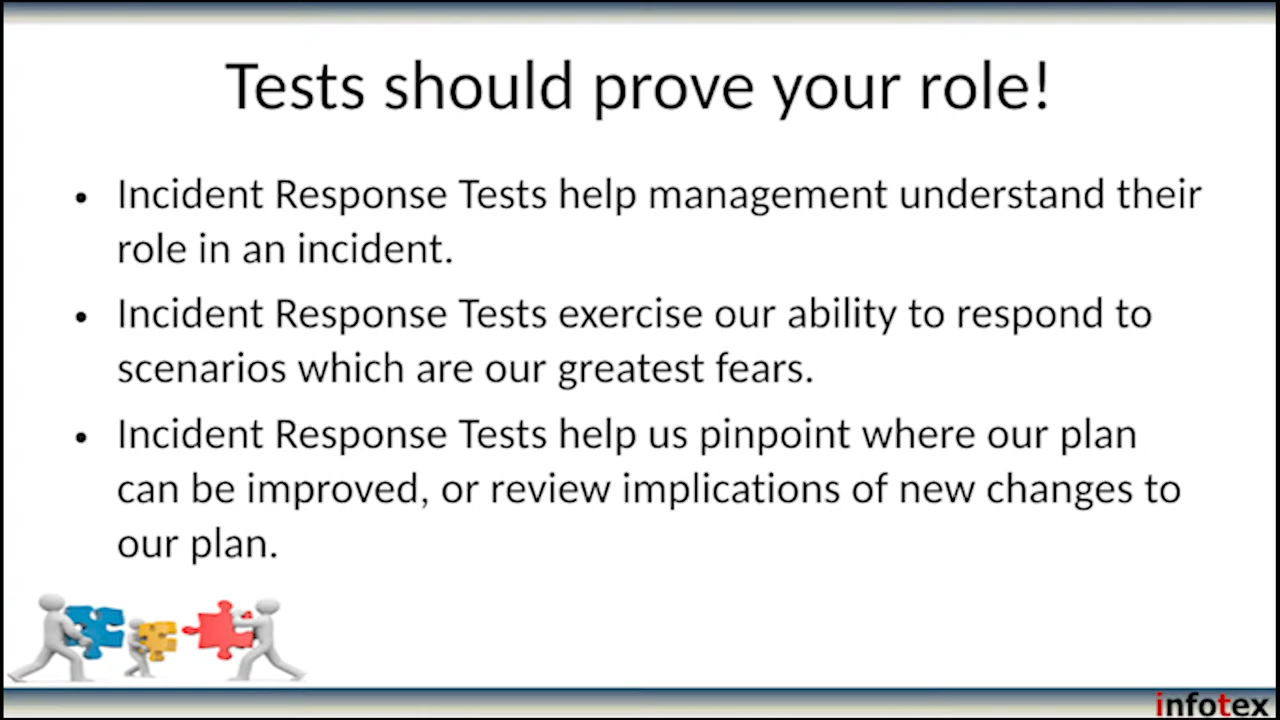 Tests should prove your role!
• Incident Response Tests help management understand their
role in an incident.
• Incident Response Tests exercise our ability to respond to
scenarios which are our greatest fears.
• Incident Response Tests help us pinpoint where our plan
can be improved, or review implications of new changes to
our plan.
infotex